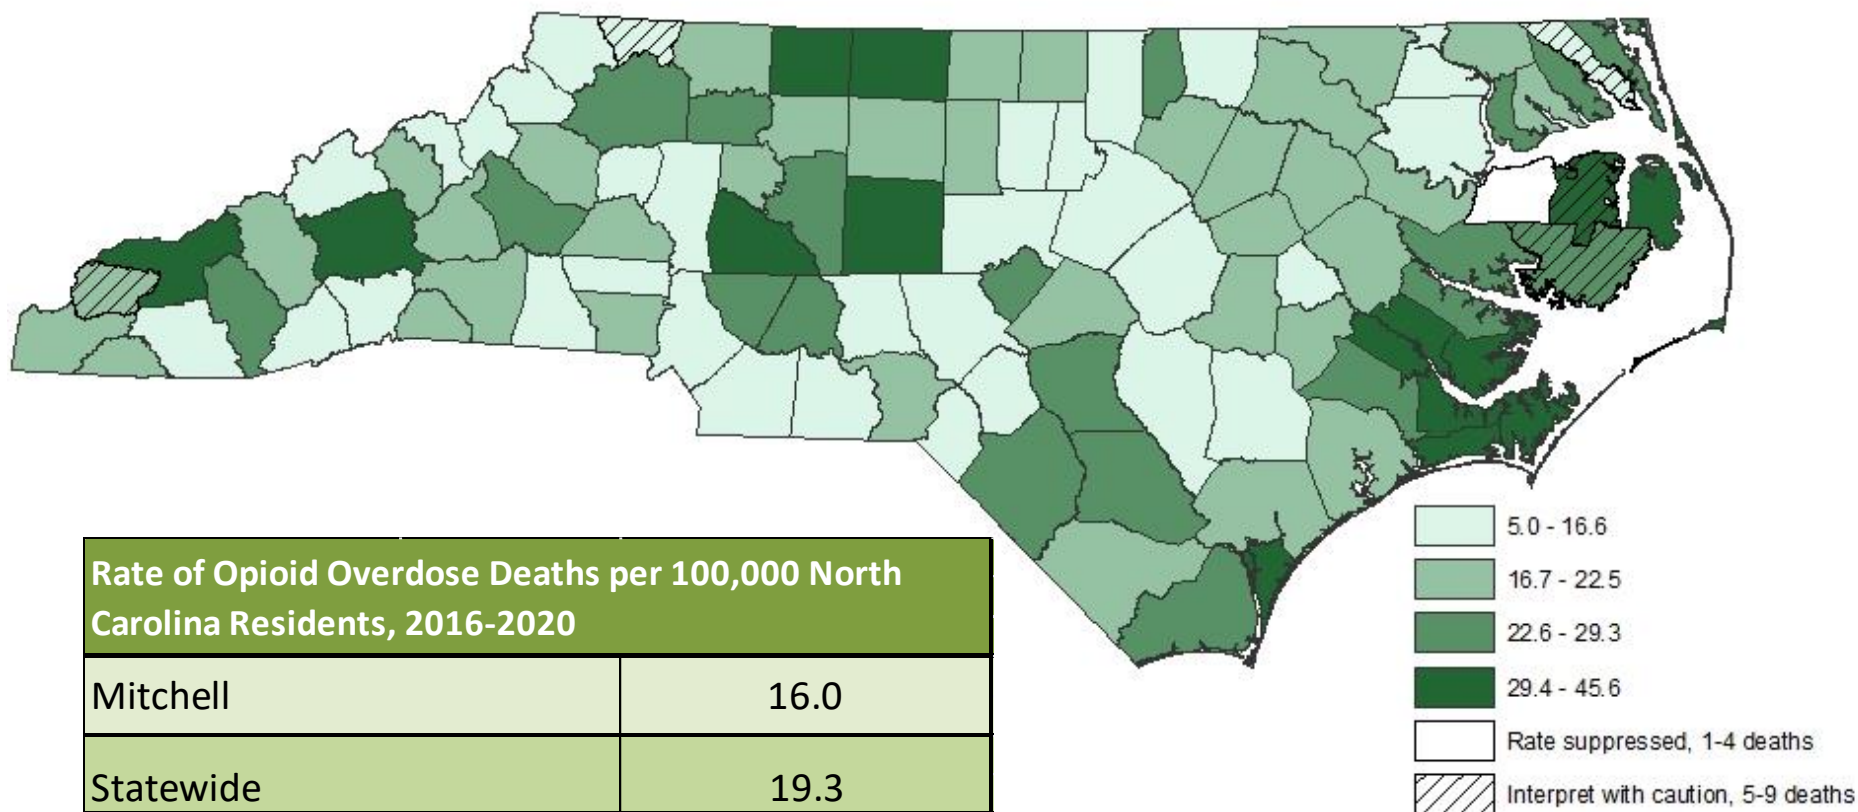 Rate of Opioid Overdose Deaths per 100,000 North
Carolina Residents, 2016-2020
Mitchell 16.0
Statewide 19.3
5.0 - 16.6
16.7 - 22.5
22.6 - 29.3
29.4 - 45.6
Rate suppressed, 1-4 deaths
Interpret with caution, 5-9 deaths